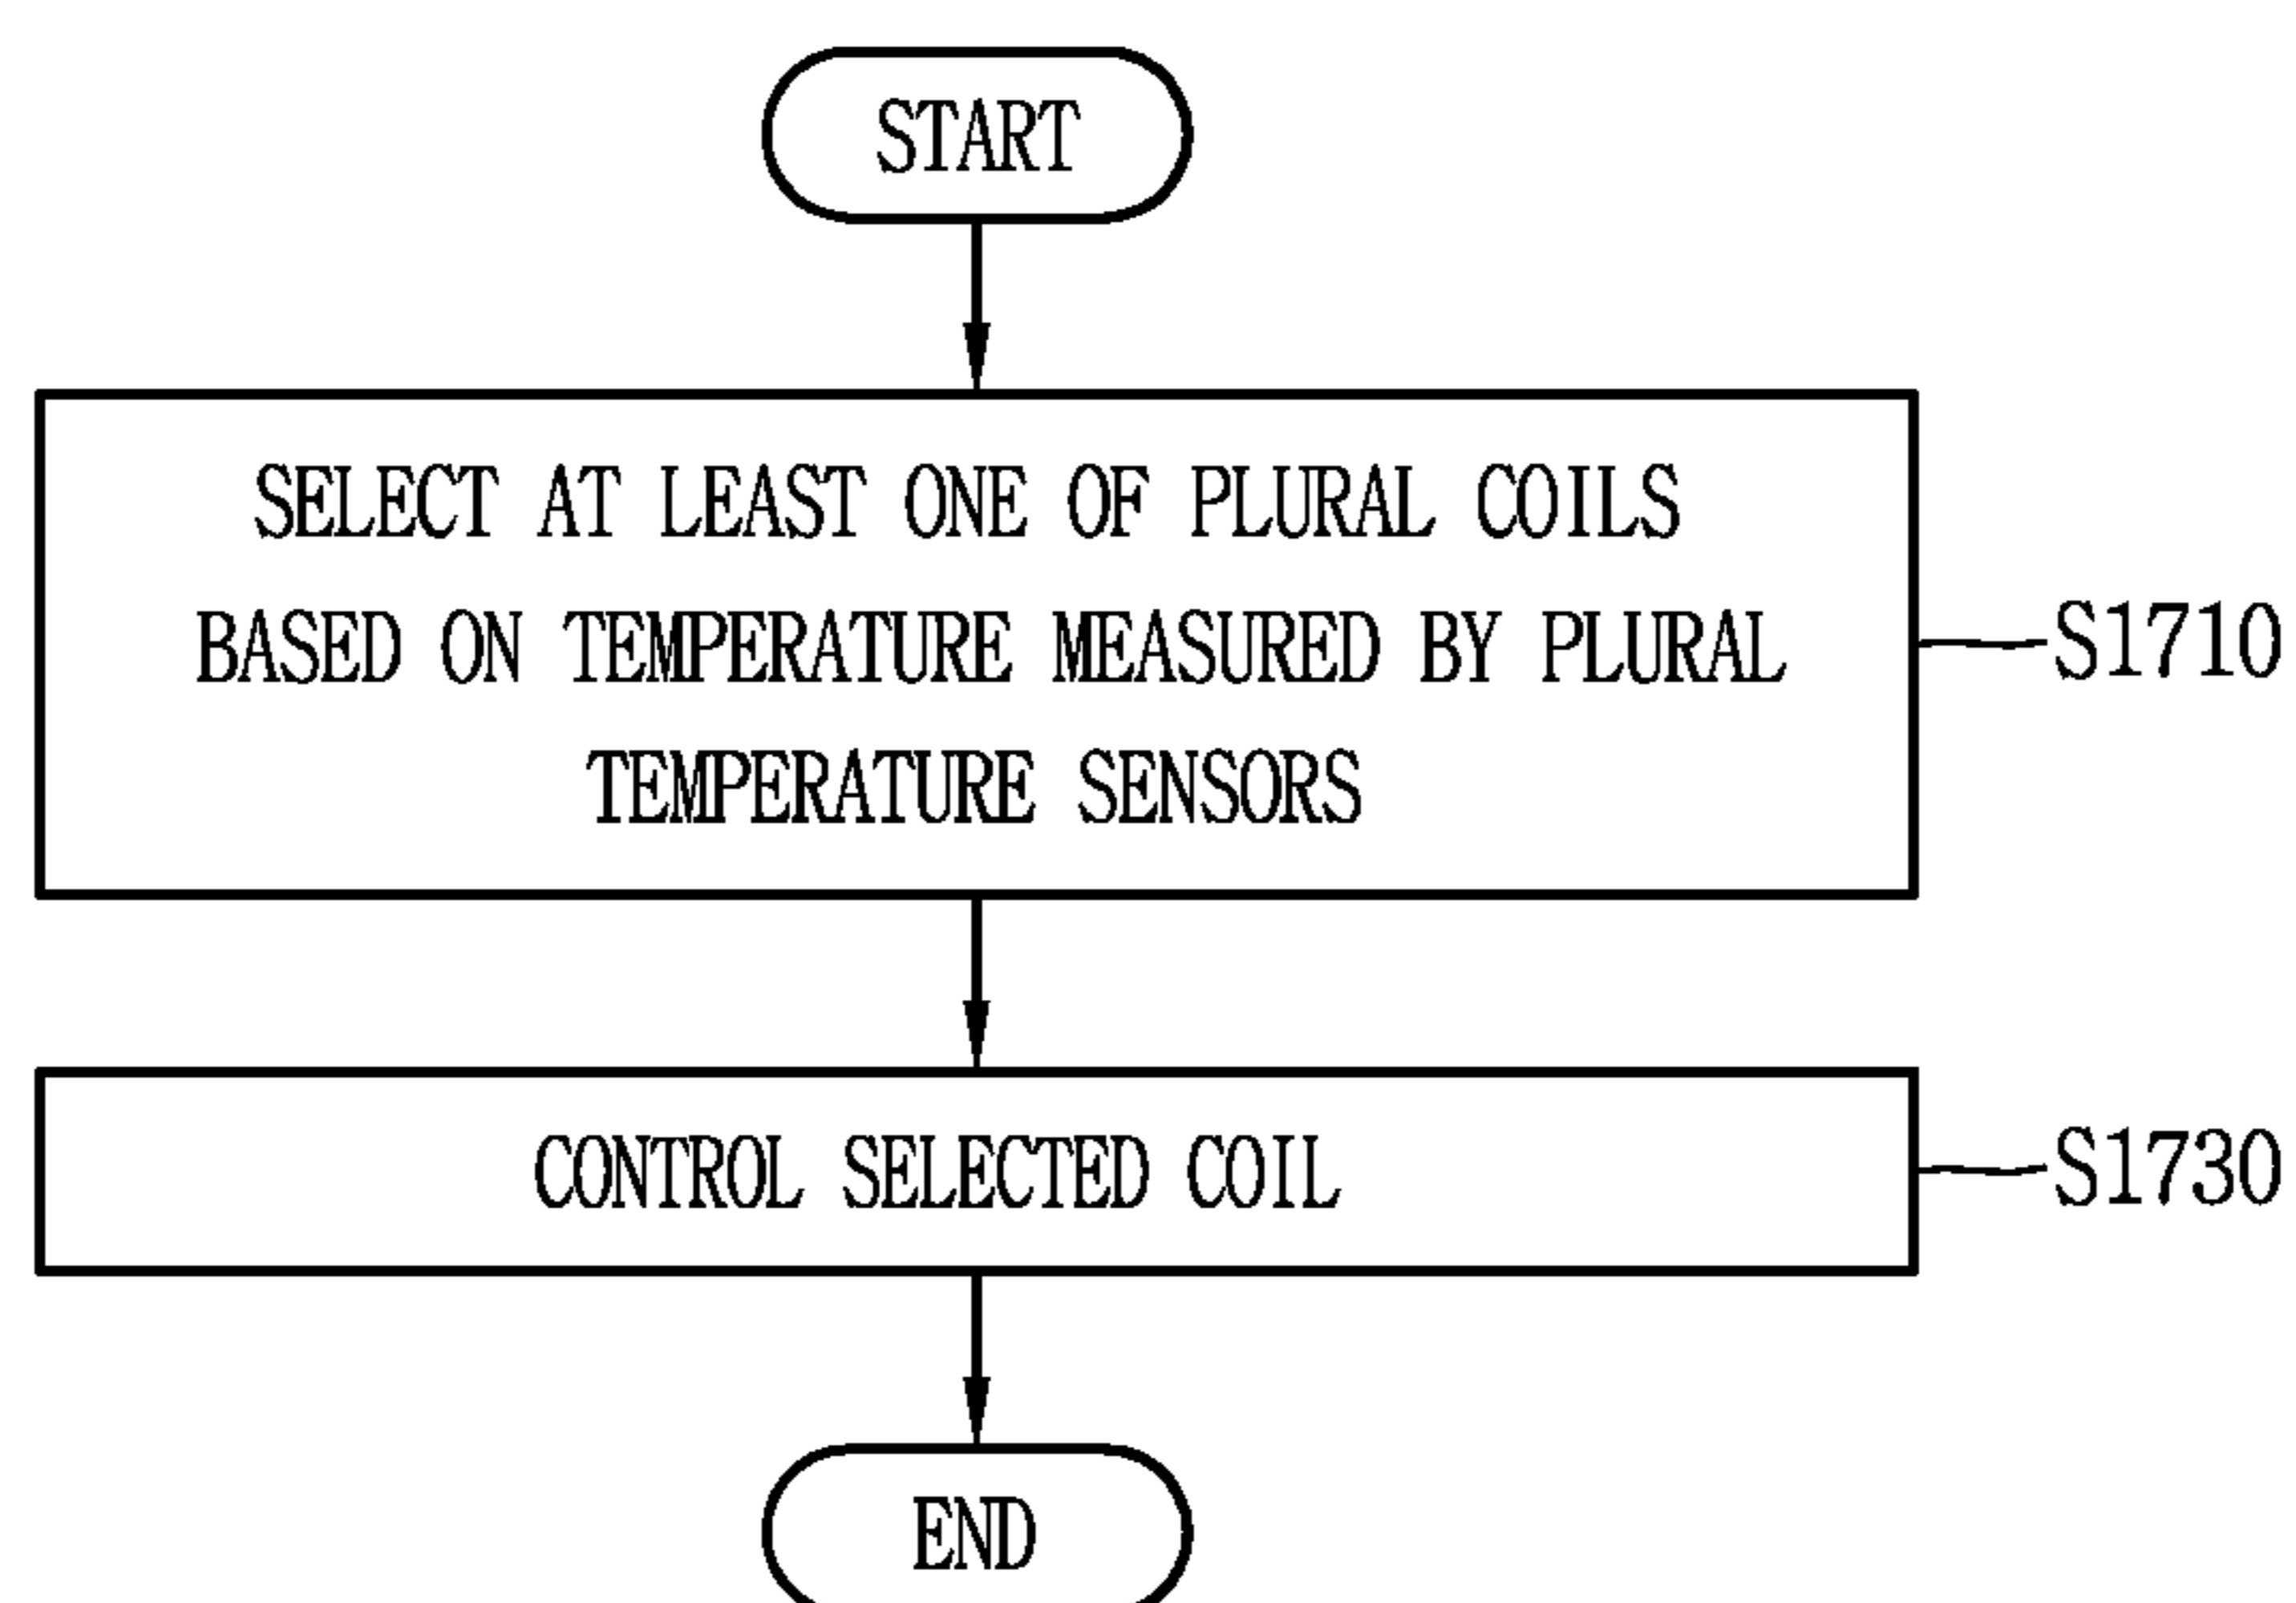 START
SELECT AT LEAST ONE OF PLURAL COILS
BASED ON TEMPERATURE MEASURED BY PLURAL
TEMPERATURE SENSORS
S1710
CONTROL SELECTED COIL
S1730
END